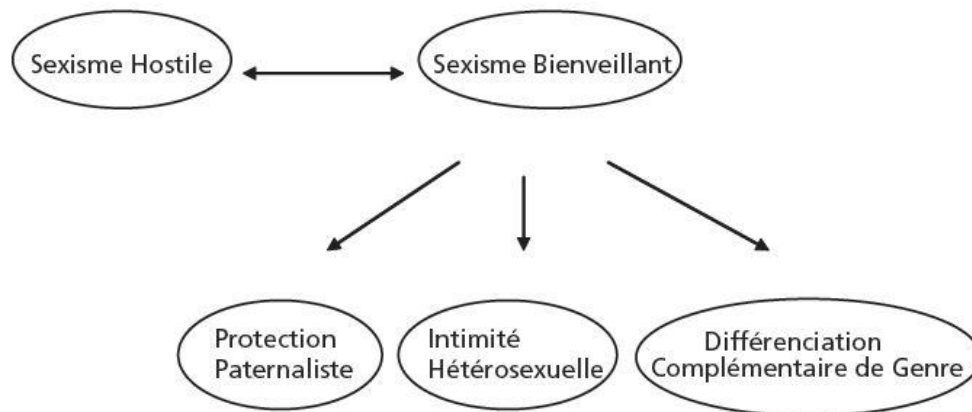 Sexisme Hostile
Sexisme Bienveillant
Protection
Paternaliste
Intimité
Hétérosexuelle
Différenciation
Complémentaire de Genre